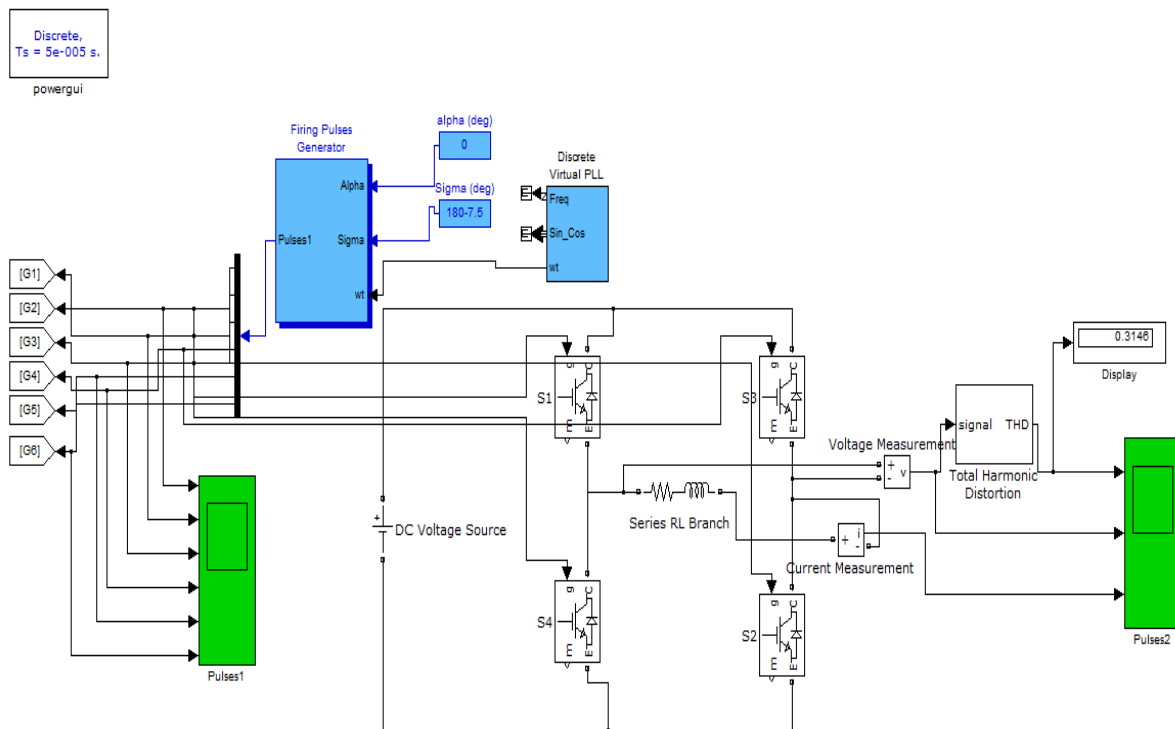 Discrete,
Ts = 5e-005 s.
powergui
Firing Pulses
Generator
Alpha
Pulses1
Sigma
wt
alpha (deg)
0
Sigma (deg)
180-7.5
Discrete
Virtual PLL
Freq
Sin_Cos
wt
[G1]
[G2]
[G3]
[G4]
[G5]
[G6]
Pulses1
g C
S1
E E
g C
S3
E E
g C
S4
E E
g C
S2
E E
+
DC Voltage Source
Series RL Branch
Voltage Measurement
+
-
v
+ i
-
Current Measurement
signal THD
Total Harmonic
Distortion
0.3146
Display
Pulses2